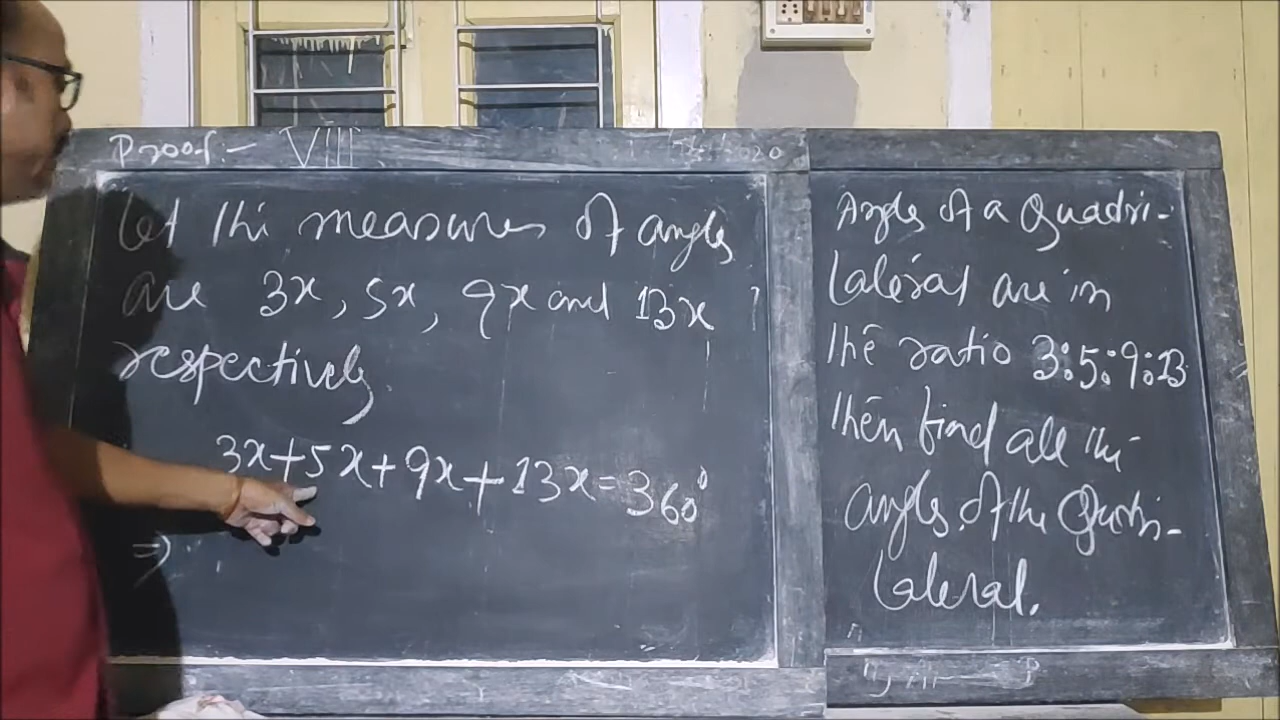 Proof:- VIII
Let the measures of angles
are 3x, 5x, 9x and 13x
respectively.
3x+5x+9x+13x=360°
⇒
Angles of a Quadri-
lateral are in
the ratio 3:5:9:13
then find all the
angles of the Quadri-
lateral.